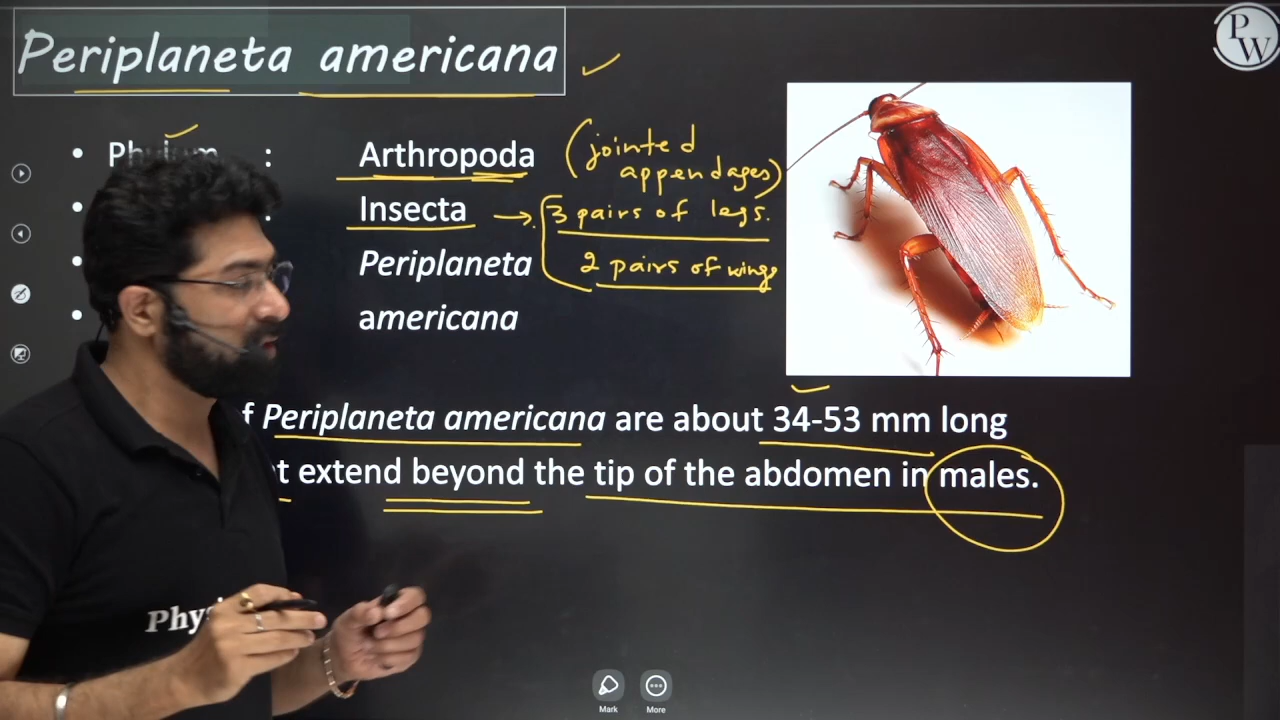 Periplaneta americana
P W
Phylum : Arthropoda (jointed appendages)
: Insecta → 3 pairs of legs.
2 pairs of wings
Periplaneta
americana
f Periplaneta americana are about 34-53 mm long
t extend beyond the tip of the abdomen in males.
Phys
Mark More